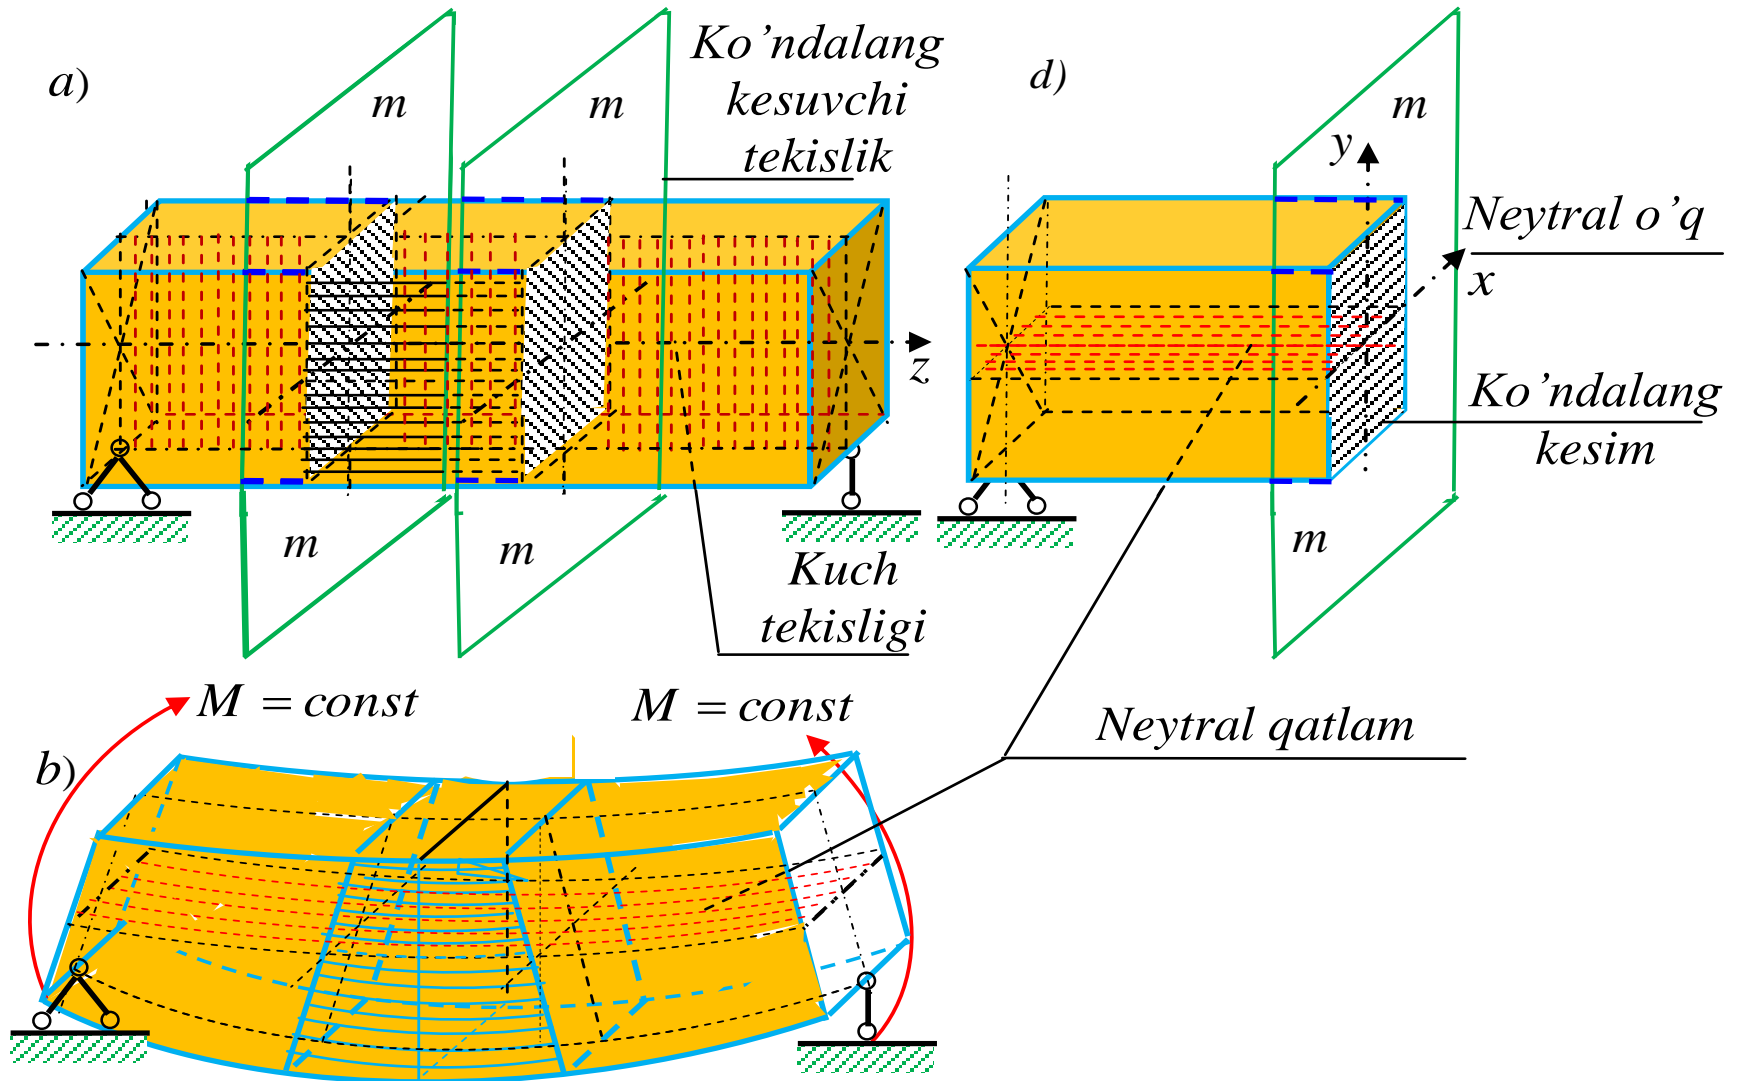 a)
m
m
Ko’ndalang
kesuvchi
tekislik
z
m
m
Kuch
tekisligi
d)
m
y
Neytral o’q
x
Ko’ndalang
kesim
m
M = const
M = const
b)
Neytral qatlam